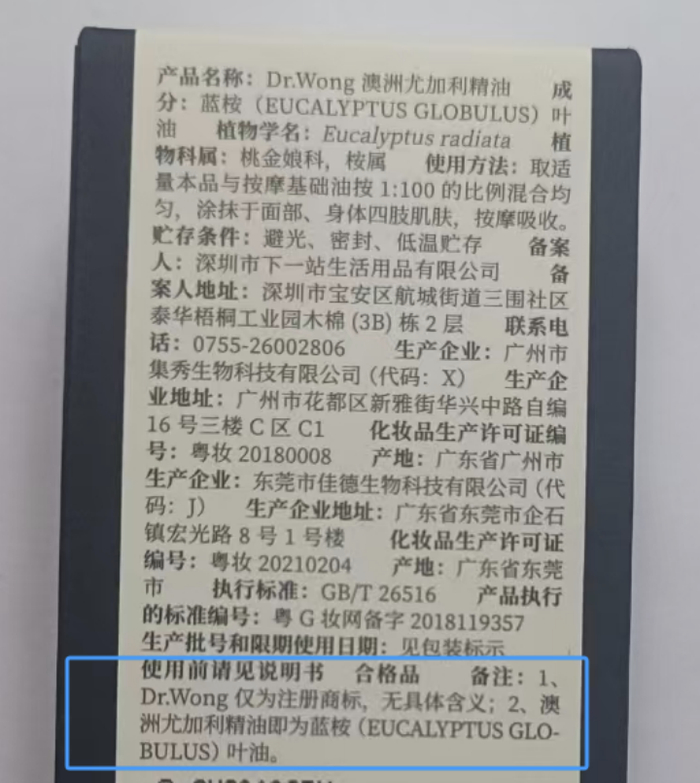 产品名称：Dr.Wong 澳洲尤加利精油 成
分：蓝桉（EUCALYPTUS GLOBULUS）叶
油 植物学名：Eucalyptus radiata 植
物科属：桃金娘科，桉属 使用方法：取适
量本品与按摩基础油按 1:100 的比例混合均
匀，涂抹于面部、身体四肢肌肤，按摩吸收。
贮存条件：避光、密封、低温贮存 备案
人：深圳市下一站生活用品有限公司 备
案人地址：深圳市宝安区航城街道三围社区
泰华梧桐工业园木棉 (3B) 栋 2 层 联系电
话：0755-26002806 生产企业：广州市
集秀生物科技有限公司（代码：X） 生产企
业地址：广州市花都区新雅街华兴中路自编
16 号三楼 C 区 C1 化妆品生产许可证编
号：粤妆 20180008 产地：广东省广州市
生产企业：东莞市佳德生物科技有限公司（代
码：J） 生产企业地址：广东省东莞市企石
镇宏光路 8 号 1 号楼 化妆品生产许可证
编号：粤妆 20210204 产地：广东省东莞
市 执行标准：GB/T 26516 产品执行
的标准编号：粤 G 妆网备字 2018119357
生产批号和限期使用日期：见包装标示
使用前请见说明书 合格品 备注：1、
Dr.Wong 仅为注册商标，无具体含义；2、澳
洲尤加利精油即为蓝桉（EUCALYPTUS GLO-
BULUS）叶油。